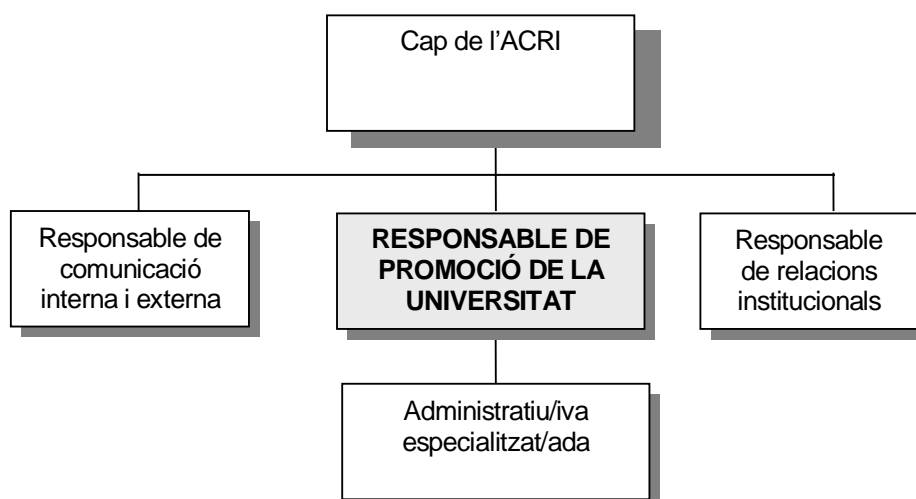 Cap de l'ACRI
Responsable de
comunicació
interna i externa
RESPONSABLE DE
PROMOCIÓ DE LA
UNIVERSITAT
Responsable
de relacions
institucionals
Administratiu/iva
especialitzat/ada